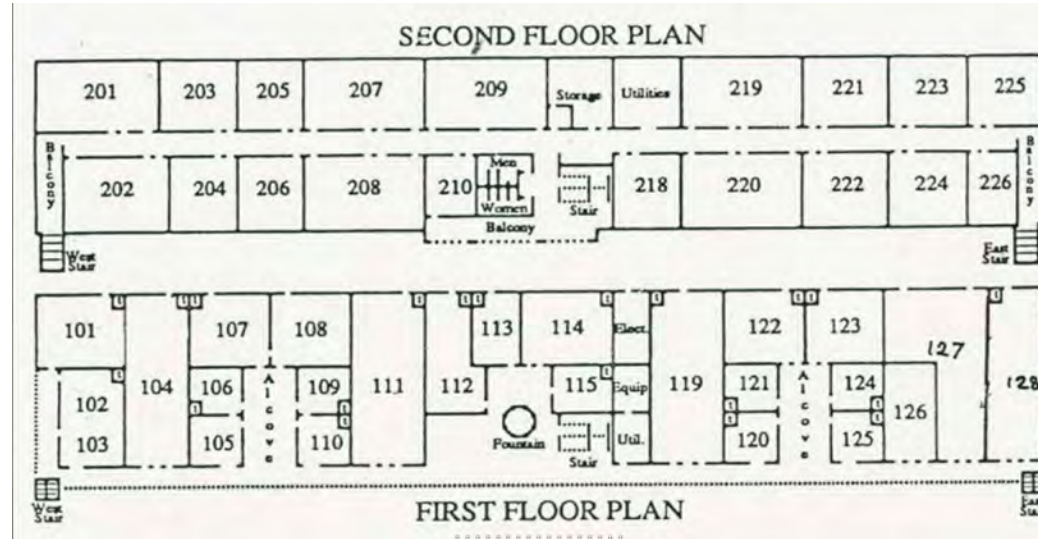 SECOND FLOOR PLAN
201 203 205 207 209 Storage Utilities 219 221 223 225
Balcony
202 204 206 208 210
Men
Women
Balcony
Stair
218 220 222 224 226
Balcony
West
Stair
East
Stair
101 107 108 113 114 Elect. 122 123 127
102 104 106 Alcove 109 111 112 115 Equip 119 121 Alcove 124 126 128
103 105 110 Fountain Util. 120 125
Stair
t t t t t t t t t t t t t t t t t t
West
Stair
FIRST FLOOR PLAN